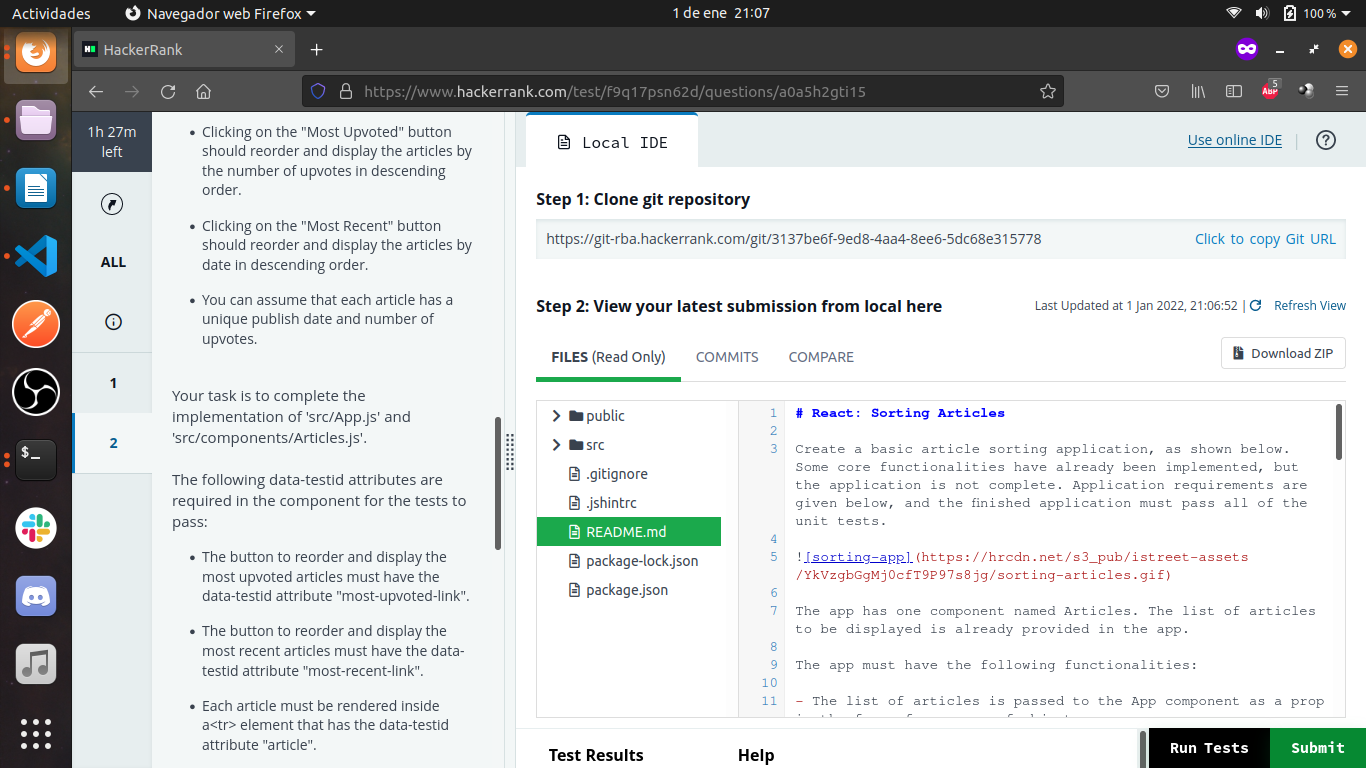 Actividades
Navegador web Firefox
1 de ene 21:07
100 %
HackerRank
https://www.hackerrank.com/test/f9q17psn62d/questions/a0a5h2gti15
5
ABP
1h 27m
left
ALL
1
2
Clicking on the "Most Upvoted" button
should reorder and display the articles by
the number of upvotes in descending
order.
Clicking on the "Most Recent" button
should reorder and display the articles by
date in descending order.
You can assume that each article has a
unique publish date and number of
upvotes.
Your task is to complete the
implementation of 'src/App.js' and
'src/components/Articles.js'.
The following data-testid attributes are
required in the component for the tests to
pass:
The button to reorder and display the
most upvoted articles must have the
data-testid attribute "most-upvoted-link".
The button to reorder and display the
most recent articles must have the data-
testid attribute "most-recent-link".
Each article must be rendered inside
a<tr> element that has the data-testid
attribute "article".
Local IDE
Use online IDE
Step 1: Clone git repository
https://git-rba.hackerrank.com/git/3137be6f-9ed8-4aa4-8ee6-5dc68e315778
Click to copy Git URL
Step 2: View your latest submission from local here
Last Updated at 1 Jan 2022, 21:06:52 | Refresh View
FILES (Read Only)
COMMITS
COMPARE
Download ZIP
public
src
.gitignore
.jshintrc
README.md
package-lock.json
package.json
1 # React: Sorting Articles
2
3 Create a basic article sorting application, as shown below.
Some core functionalities have already been implemented, but
the application is not complete. Application requirements are
given below, and the finished application must pass all of the
unit tests.
4
5 ![sorting-app](https://hrcdn.net/s3_pub/istreet-assets
/YkVzgbGgMj0cfT9P97s8jg/sorting-articles.gif)
6
7 The app has one component named Articles. The list of articles
to be displayed is already provided in the app.
8
9 The app must have the following functionalities:
10
11 - The list of articles is passed to the App component as a prop
Test Results
Help
Run Tests
Submit